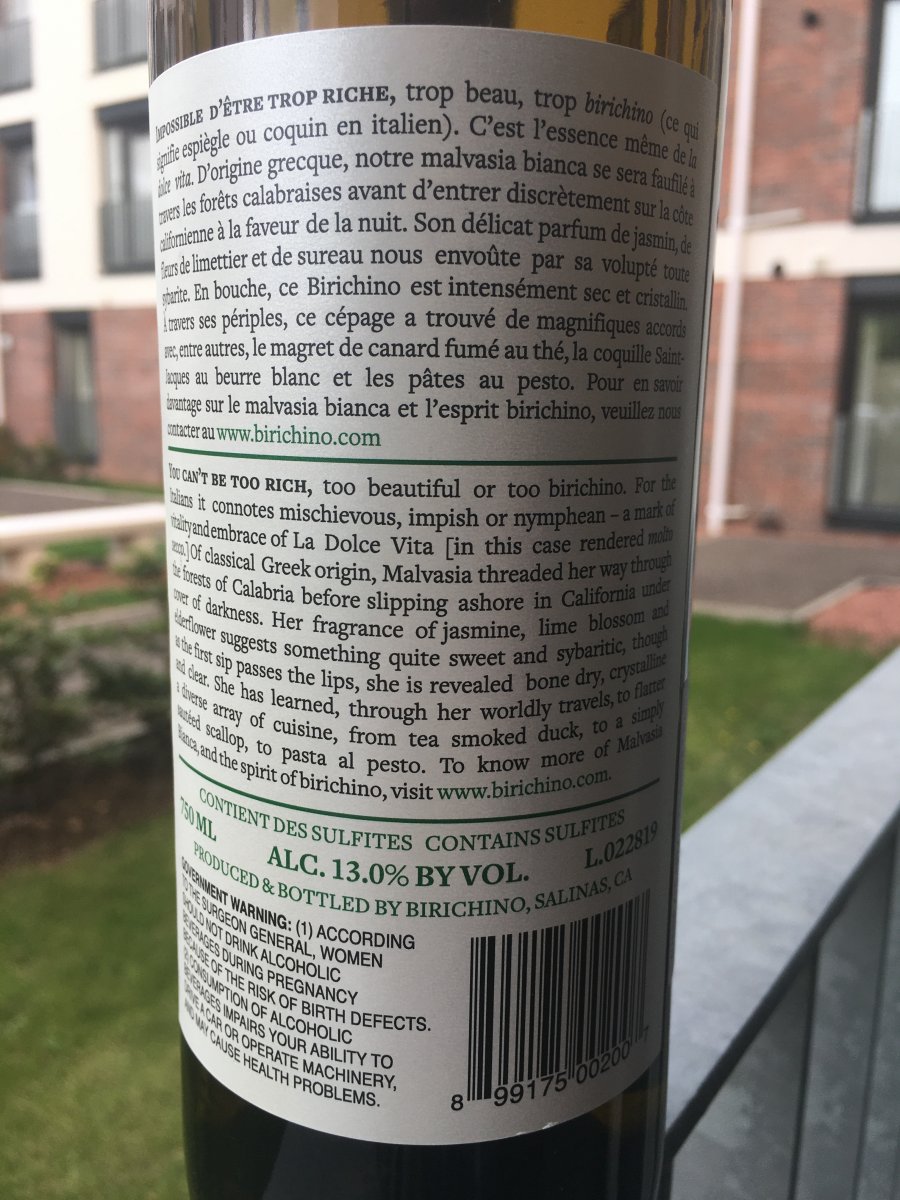 IMPOSSIBLE D'ÊTRE TROP RICHE, trop beau, trop birichino (ce qui
signifie espiègle ou coquin en italien). C'est l'essence même de la
dolce vita. D'origine grecque, notre malvasia bianca se sera faufilé à
travers les forêts calabraises avant d'entrer discrètement sur la côte
californienne à la faveur de la nuit. Son délicat parfum de jasmin, de
fleurs de limettier et de sureau nous envoûte par sa volupté toute
sybarite. En bouche, ce Birichino est intensément sec et cristallin.
À travers ses périples, ce cépage a trouvé de magnifiques accords
avec, entre autres, le magret de canard fumé au thé, la coquille Saint-
Jacques au beurre blanc et les pâtes au pesto. Pour en savoir
davantage sur le malvasia bianca et l'esprit birichino, veuillez nous
contacter au www.birichino.com
YOU CAN'T BE TOO RICH, too beautiful or too birichino. For the
Italians it connotes mischievous, impish or nymphean – a mark of
vitality and embrace of La Dolce Vita [in this case rendered molto
secco.] Of classical Greek origin, Malvasia threaded her way through
the forests of Calabria before slipping ashore in California under
cover of darkness. Her fragrance of jasmine, lime blossom and
elderflower suggests something quite sweet and sybaritic, though
as the first sip passes the lips, she is revealed bone dry, crystalline
and clear. She has learned, through her worldly travels, to flatter
a diverse array of cuisine, from tea smoked duck, to a simply
sautéed scallop, to pasta al pesto. To know more of Malvasia
Bianca, and the spirit of birichino, visit www.birichino.com.
CONTIENT DES SULFITES CONTAINS SULFITES
750 ML ALC. 13.0% BY VOL. L.022819
PRODUCED & BOTTLED BY BIRICHINO, SALINAS, CA
GOVERNMENT WARNING: (1) ACCORDING
TO THE SURGEON GENERAL, WOMEN
SHOULD NOT DRINK ALCOHOLIC
BEVERAGES DURING PREGNANCY
BECAUSE OF THE RISK OF BIRTH DEFECTS.
(2) CONSUMPTION OF ALCOHOLIC
BEVERAGES IMPAIRS YOUR ABILITY TO
DRIVE A CAR OR OPERATE MACHINERY,
AND MAY CAUSE HEALTH PROBLEMS.
8 99175 00200 7